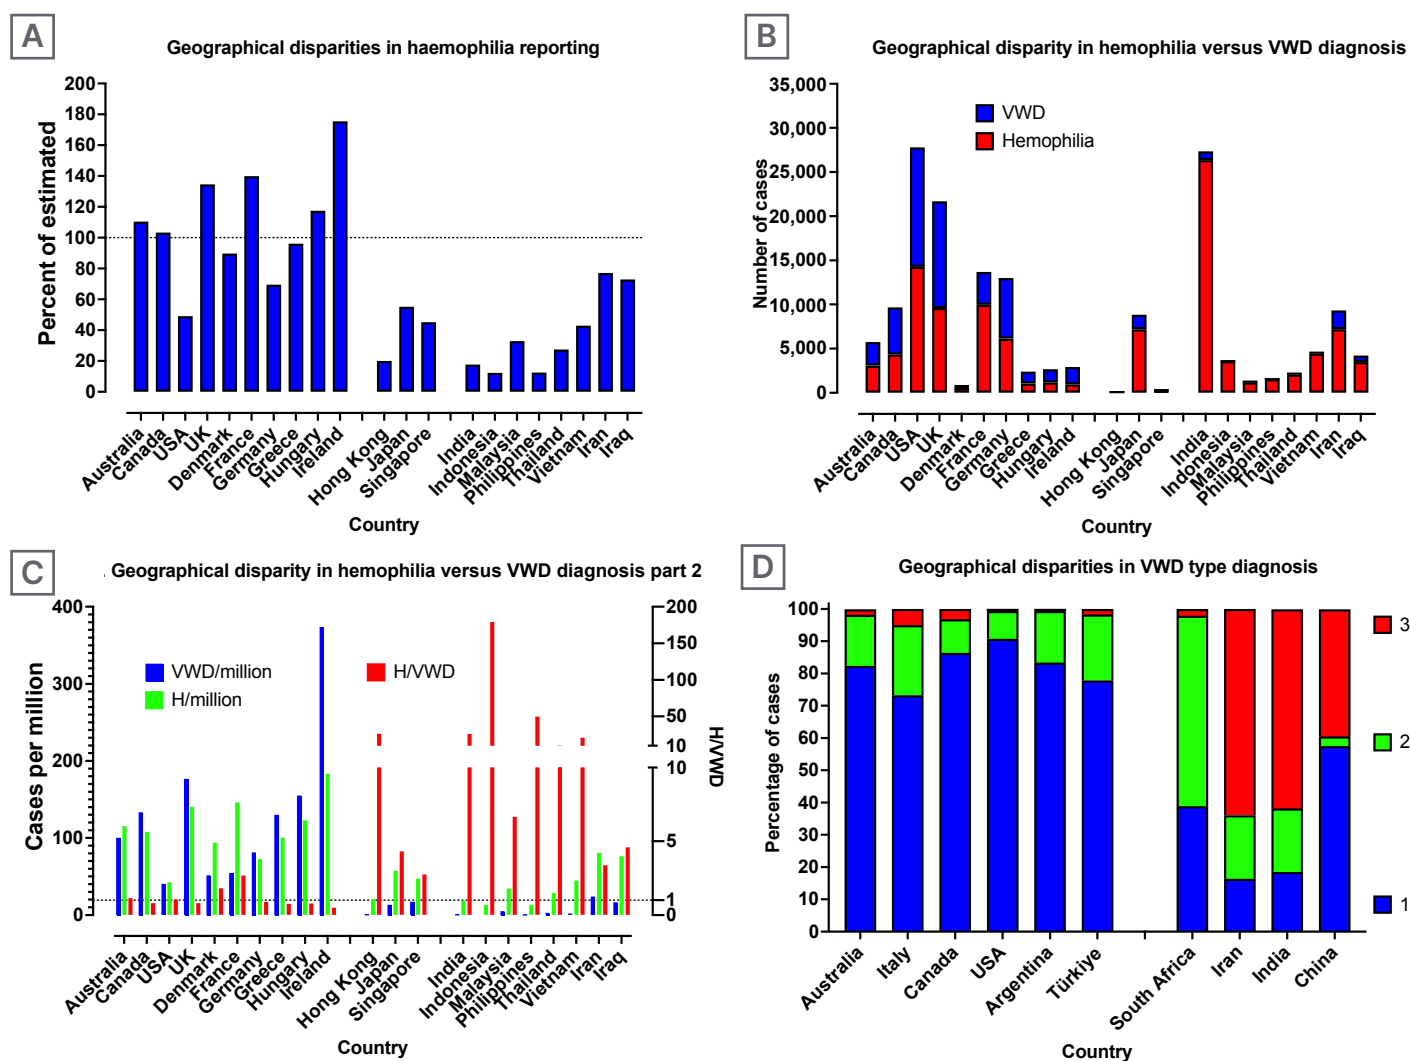 A
Geographical disparities in haemophilia reporting
200
180
160
140
120
100
80
60
40
20
0
Percent of estimated
Australia
Canada
USA
UK
Denmark
France
Germany
Greece
Hungary
Ireland
Hong Kong
Japan
Singapore
India
Indonesia
Malaysia
Philippines
Thailand
Vietnam
Iran
Iraq
Country
B
Geographical disparity in hemophilia versus VWD diagnosis
35,000
30,000
25,000
20,000
15,000
10,000
5,000
0
Number of cases
VWD
Hemophilia
Australia
Canada
USA
UK
Denmark
France
Germany
Greece
Hungary
Ireland
Hong Kong
Japan
Singapore
India
Indonesia
Malaysia
Philippines
Thailand
Vietnam
Iran
Iraq
Country
C
Geographical disparity in hemophilia versus VWD diagnosis part 2
400
300
200
100
0
Cases per million
VWD/million
H/million
H/VWD
200
150
100
50
10
10
5
1
0
H/VWD
Australia
Canada
USA
UK
Denmark
France
Germany
Greece
Hungary
Ireland
Hong Kong
Japan
Singapore
India
Indonesia
Malaysia
Philippines
Thailand
Vietnam
Iran
Iraq
Country
D
Geographical disparities in VWD type diagnosis
100
90
80
70
60
50
40
30
20
10
0
Percentage of cases
3
2
1
Australia
Italy
Canada
USA
Argentina
Türkiye
South Africa
Iran
India
China
Country